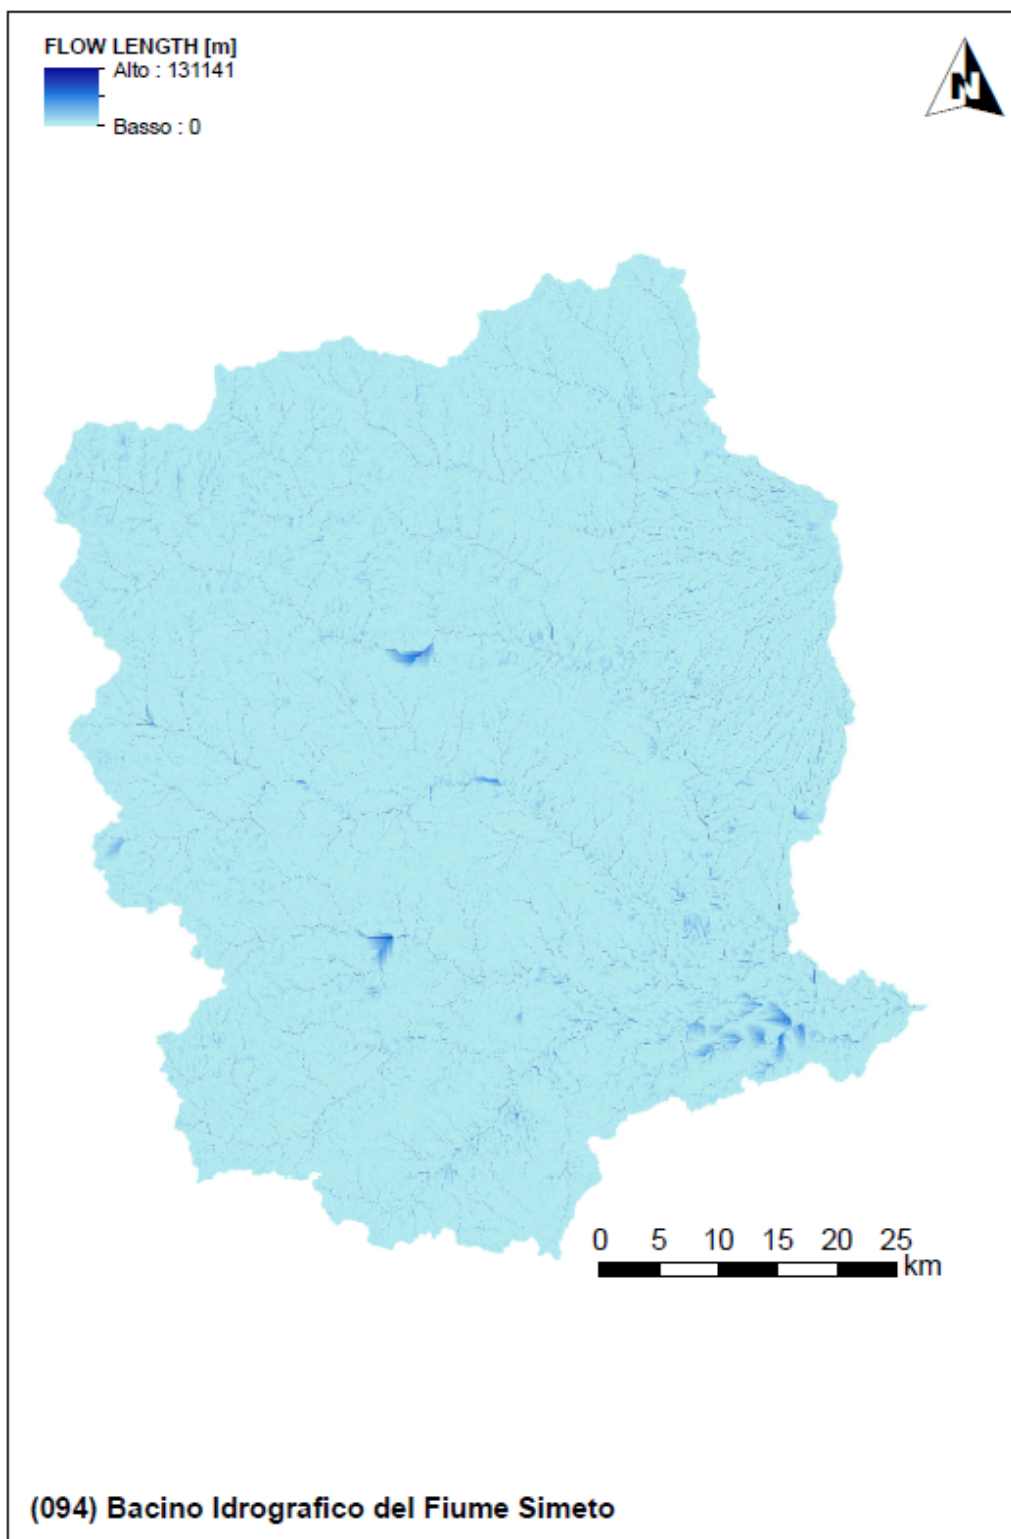 FLOW LENGTH [m]
Alto : 131141
Basso : 0
N
0 5 10 15 20 25
km
(094) Bacino Idrografico del Fiume Simeto